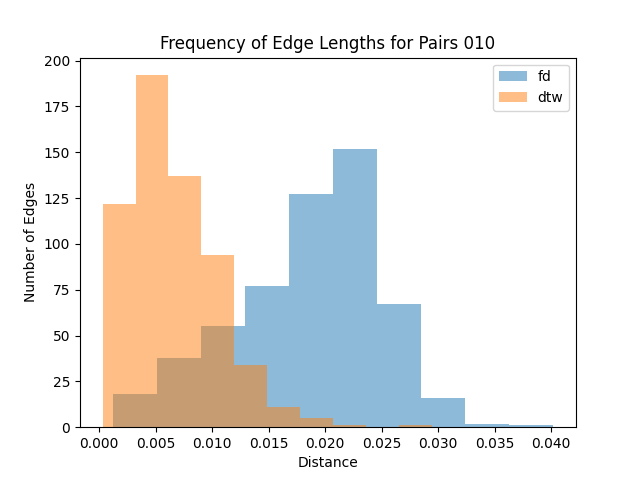 Frequency of Edge Lengths for Pairs 010
fd
dtw
Number of Edges
200
175
150
125
100
75
50
25
0
0.000 0.005 0.010 0.015 0.020 0.025 0.030 0.035 0.040
Distance